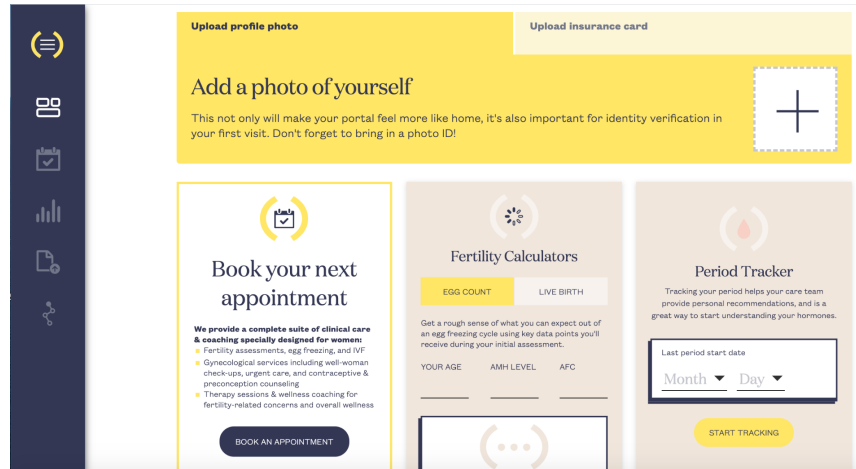 Upload profile photo
Upload insurance card
Add a photo of yourself
This not only will make your portal feel more like home, it's also important for identity verification in
your first visit. Don't forget to bring in a photo ID!
Book your next
appointment
We provide a complete suite of clinical care
& coaching specially designed for women:
Fertility assessments, egg freezing, and IVF
Gynecological services including well-woman
check-ups, urgent care, and contraceptive &
preconception counseling
Therapy sessions & wellness coaching for
fertility-related concerns and overall wellness
BOOK AN APPOINTMENT
Fertility Calculators
EGG COUNT
LIVE BIRTH
Get a rough sense of what you can expect out of
an egg freezing cycle using key data points you'll
receive during your initial assessment.
YOUR AGE
AMH LEVEL
AFC
Period Tracker
Tracking your period helps your care team
provide personal recommendations, and is a
great way to start understanding your hormones.
Last period start date
Month
Day
START TRACKING